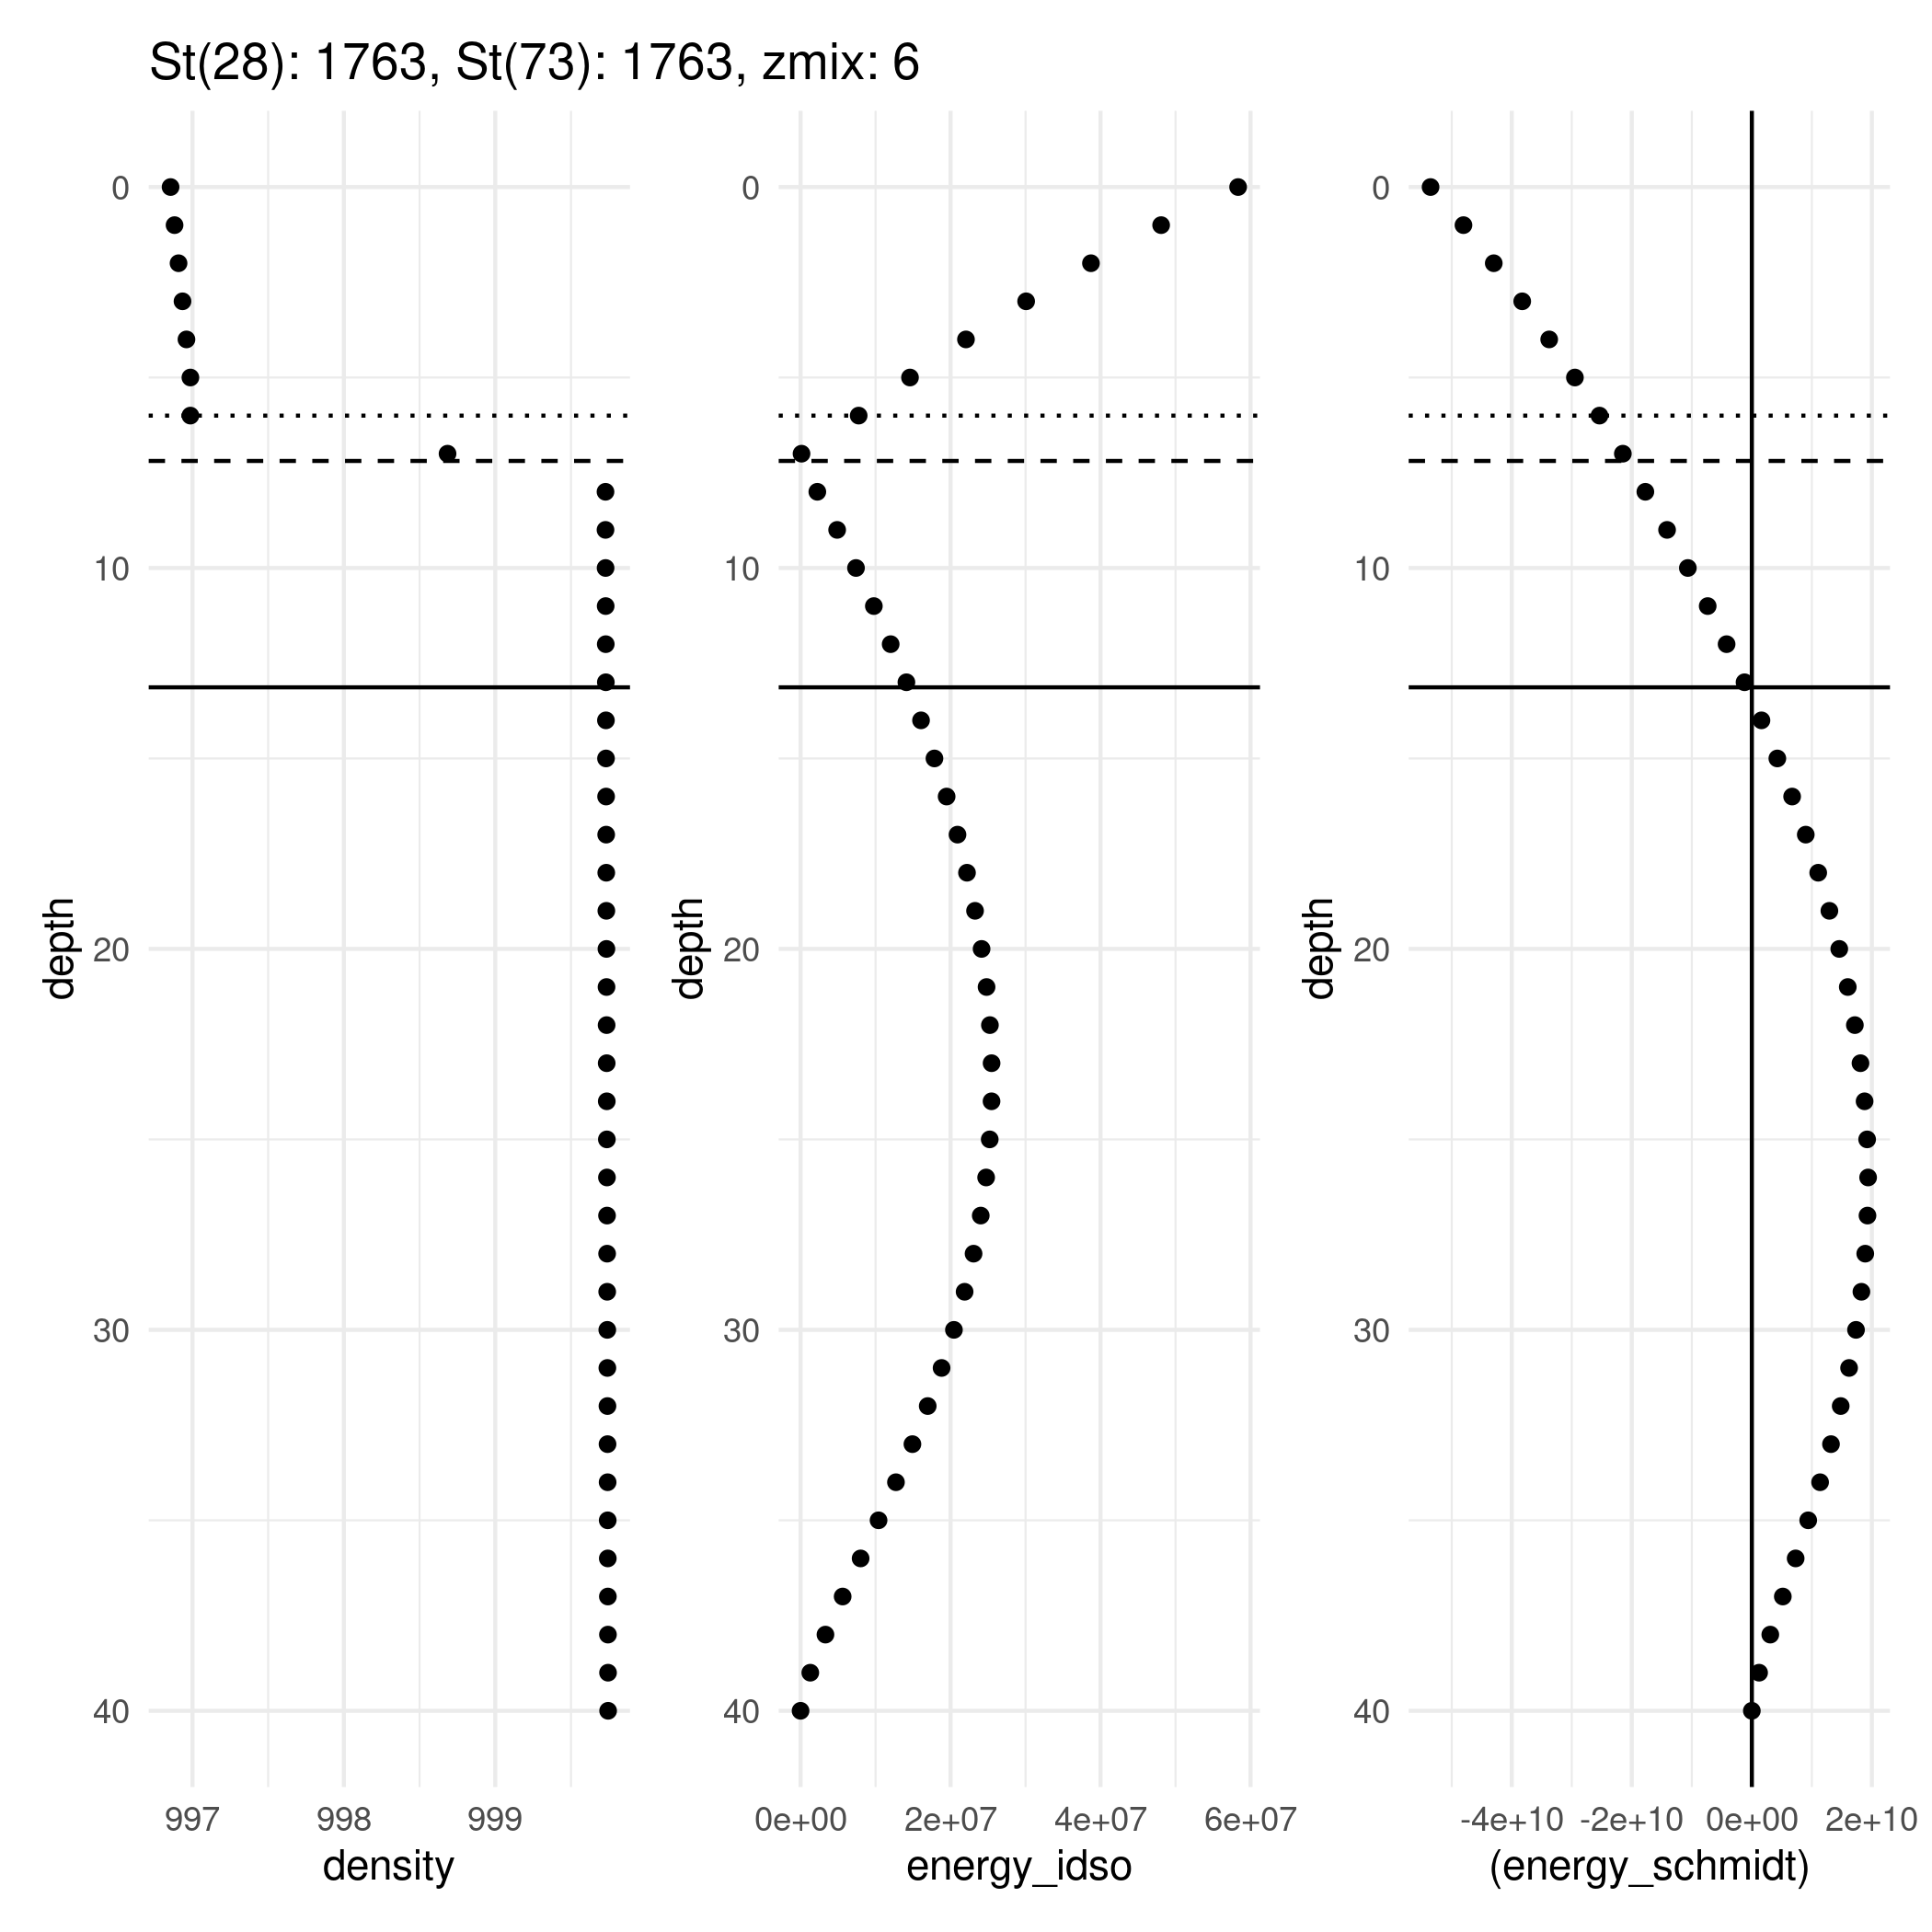 St(28): 1763, St(73): 1763, zmix: 6
0
10
20
30
40
depth
997 998 999
density
0
10
20
30
40
depth
0e+00 2e+07 4e+07 6e+07
energy_idso
0
10
20
30
40
depth
-4e+10 -2e+10 0e+00 2e+10
(energy_schmidt)